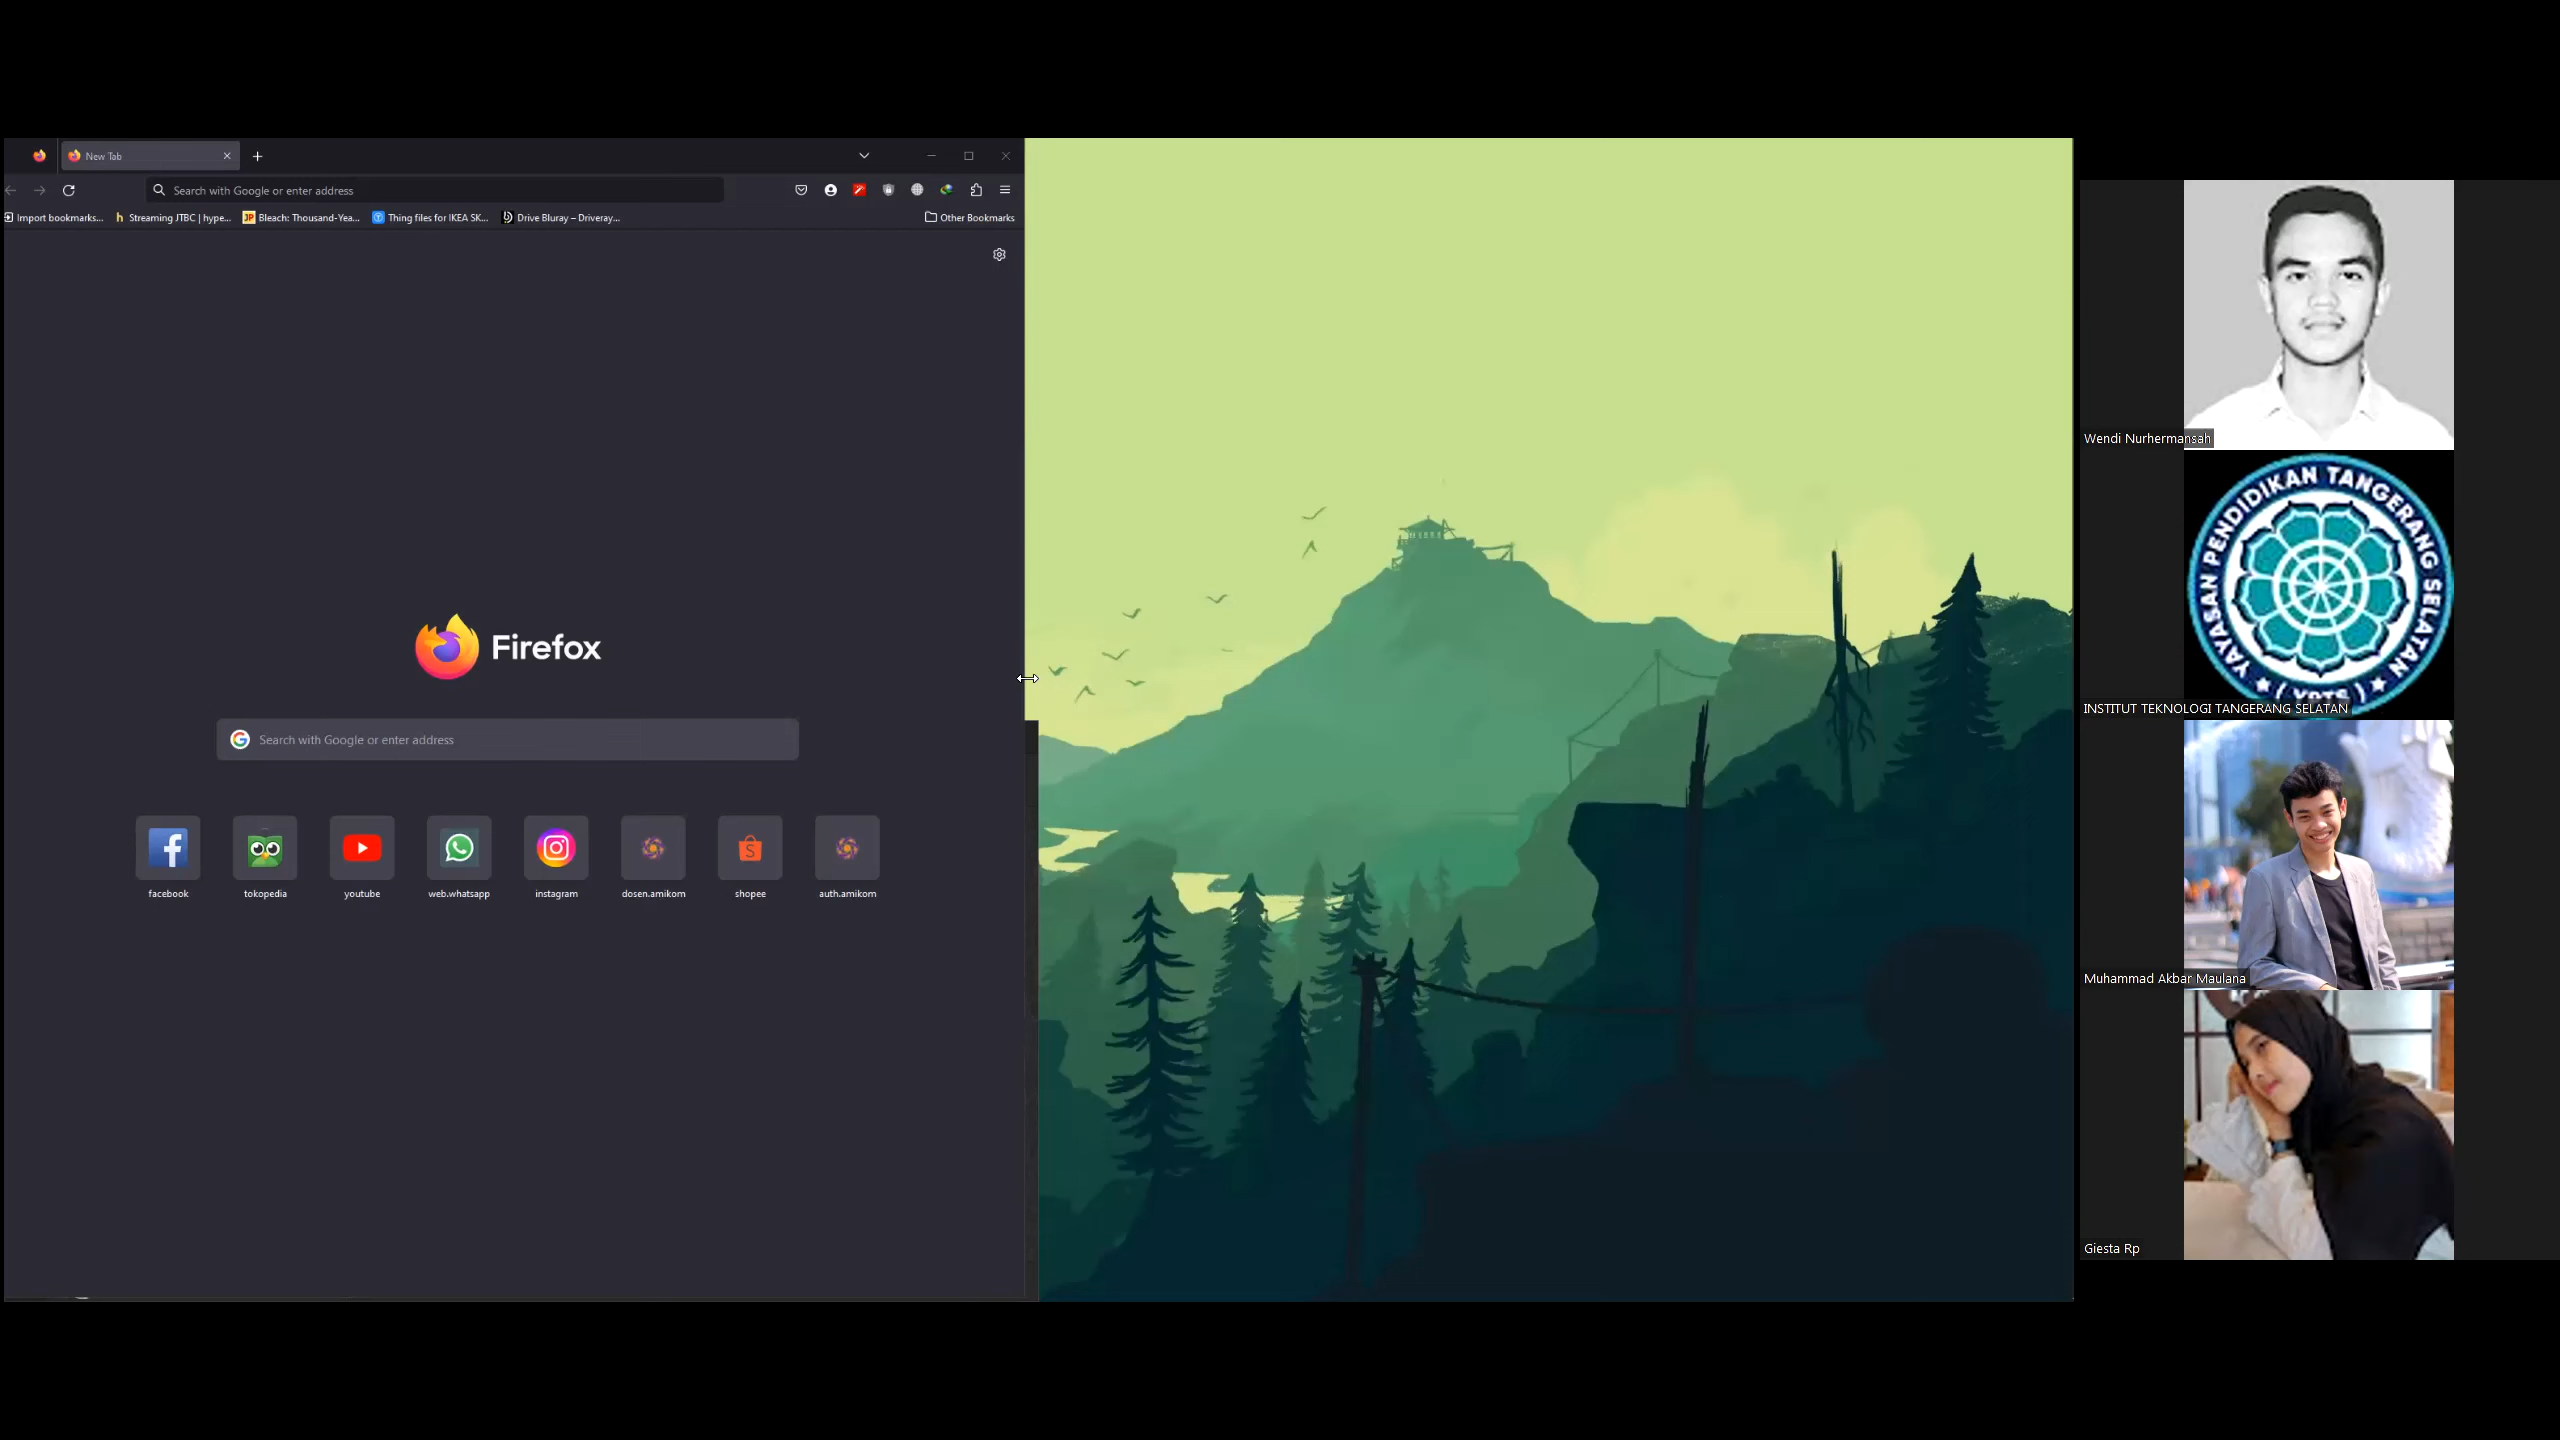 New Tab
Search with Google or enter address
Import bookmarks...
Streaming JTBC | hype...
JP
Bleach: Thousand-Yea...
Thing files for IKEA SK...
Drive Bluray – Driveray...
Other Bookmarks
Firefox
Search with Google or enter address
facebook
tokopedia
youtube
web.whatsapp
instagram
dosen.amikom
shopee
auth.amikom
Wendi Nurhermansah
YAYASAN PENDIDIKAN TANGERANG SELATAN
( YPTS )
INSTITUT TEKNOLOGI TANGERANG SELATAN
Muhammad Akbar Maulana
Giesta Rp